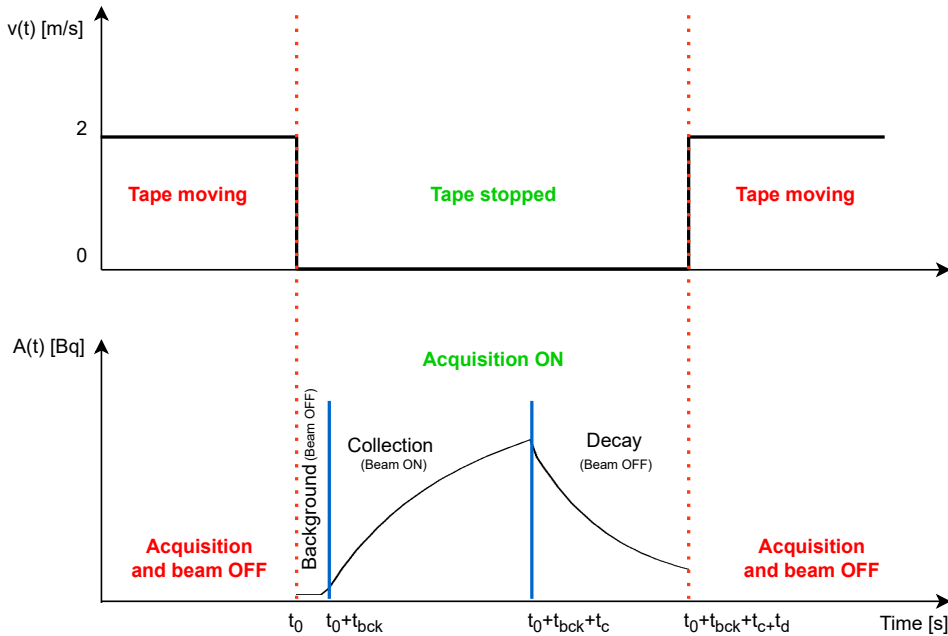 v(t) [m/s]
2
Tape moving
Tape stopped
Tape moving
0
A(t) [Bq]
Acquisition ON
Background (Beam OFF)
Collection
(Beam ON)
Decay
(Beam OFF)
Acquisition
and beam OFF
Acquisition
and beam OFF
t0
t0+tbck
t0+tbck+tc
t0+tbck+tc+td
Time [s]